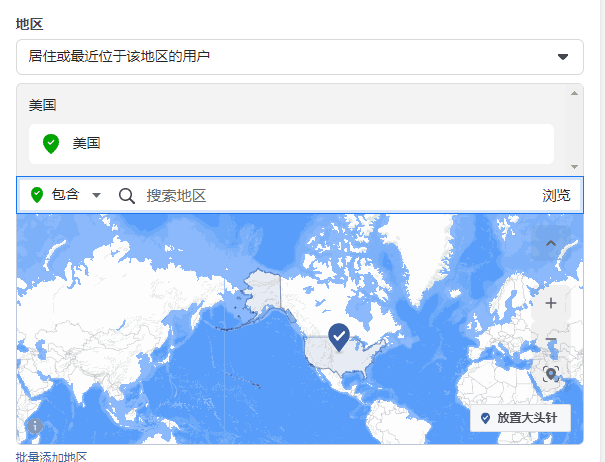 地区
居住或最近位于该地区的用户
美国
美国
包含 搜索地区 浏览
放置大头针
批量添加地区